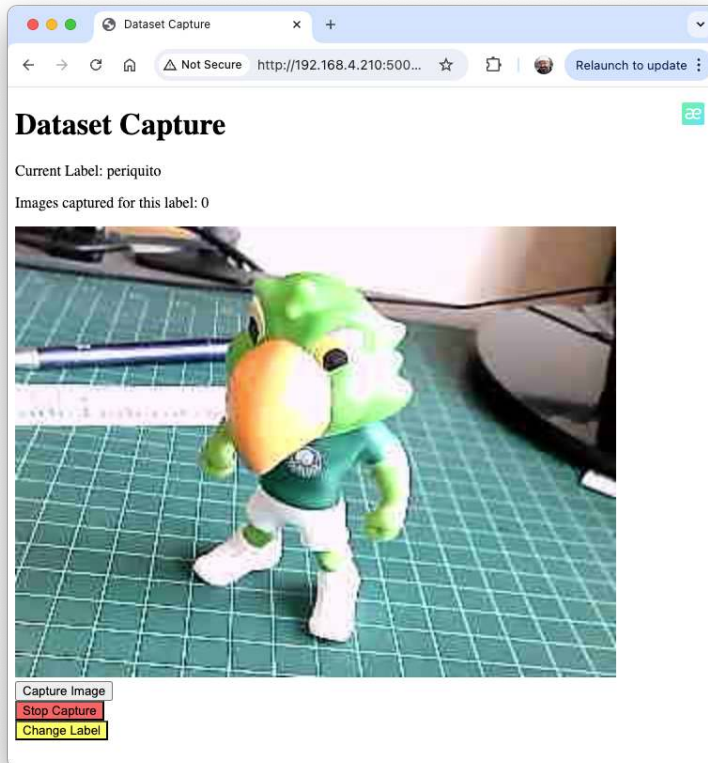 Dataset Capture
Not Secure http://192.168.4.210:500... Relaunch to update
Dataset Capture
æ
Current Label: periquito
Images captured for this label: 0
Capture Image
Stop Capture
Change Label